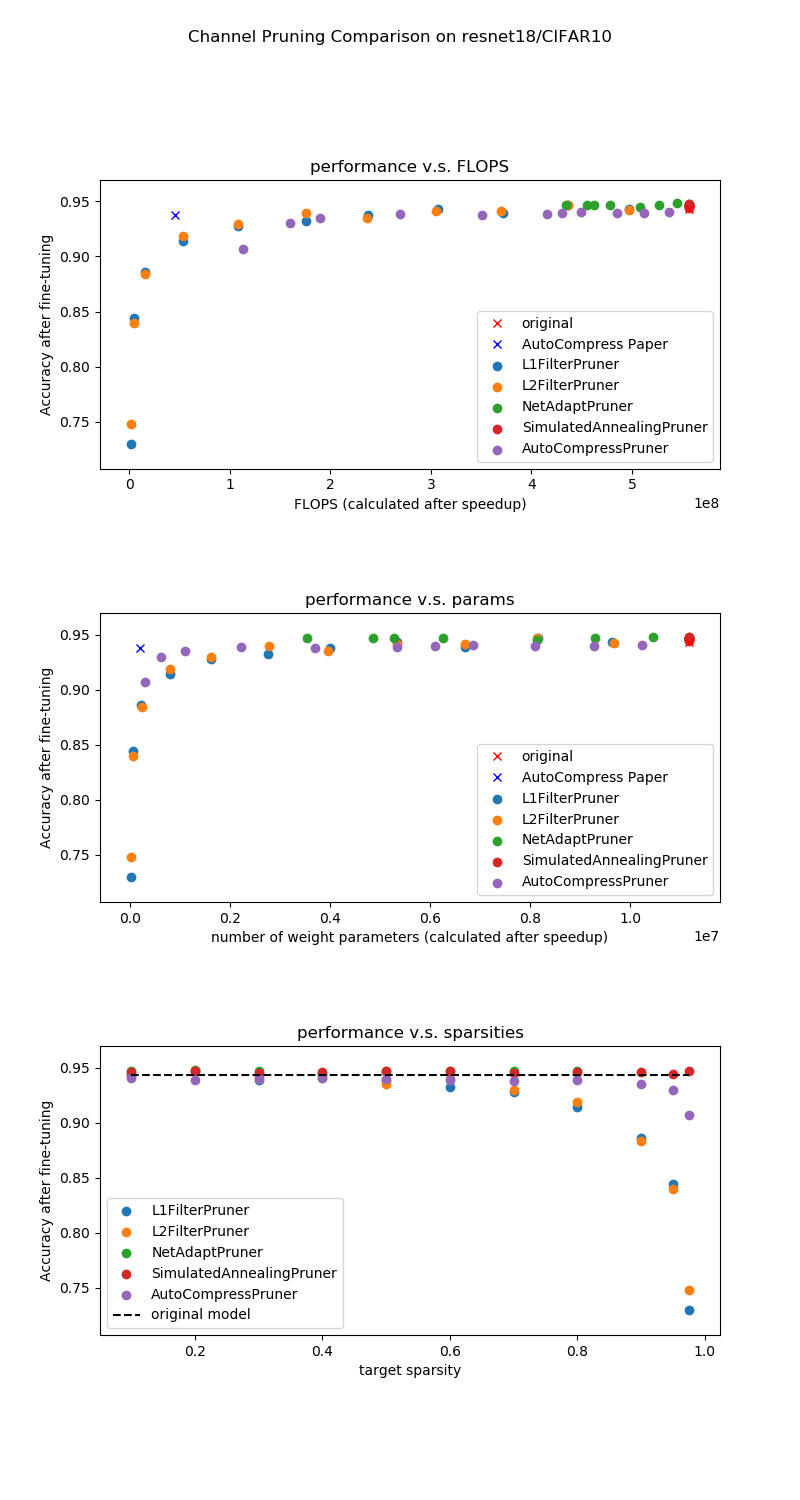 Channel Pruning Comparison on resnet18/CIFAR10
performance v.s. FLOPS
Accuracy after fine-tuning
0.95
0.90
0.85
0.80
0.75
original
AutoCompress Paper
L1FilterPruner
L2FilterPruner
NetAdaptPruner
SimulatedAnnealingPruner
AutoCompressPruner
0 1 2 3 4 5
FLOPS (calculated after speedup)
1e8
performance v.s. params
Accuracy after fine-tuning
0.95
0.90
0.85
0.80
0.75
original
AutoCompress Paper
L1FilterPruner
L2FilterPruner
NetAdaptPruner
SimulatedAnnealingPruner
AutoCompressPruner
0.0 0.2 0.4 0.6 0.8 1.0
number of weight parameters (calculated after speedup)
1e7
performance v.s. sparsities
Accuracy after fine-tuning
0.95
0.90
0.85
0.80
0.75
L1FilterPruner
L2FilterPruner
NetAdaptPruner
SimulatedAnnealingPruner
AutoCompressPruner
original model
0.2 0.4 0.6 0.8 1.0
target sparsity